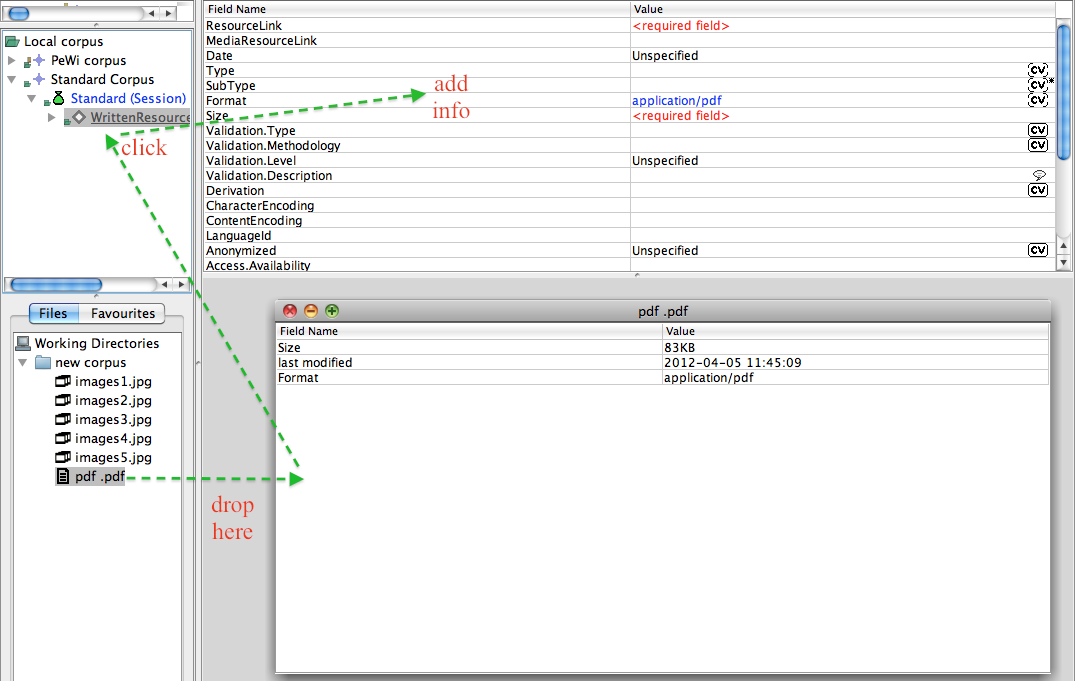 Field Name Value
ResourceLink <required field>
MediaResourceLink
Date Unspecified
Type CV
SubType CV*
Format application/pdf CV
Size <required field>
Validation.Type CV
Validation.Methodology CV
Validation.Level Unspecified
Validation.Description
Derivation CV
CharacterEncoding
ContentEncoding
LanguageId
Anonymized Unspecified CV
Access.Availability
Local corpus
PeWi corpus
Standard Corpus
Standard (Session)
WrittenResource
click
add
info
Files Favourites
Working Directories
new corpus
images1.jpg
images2.jpg
images3.jpg
images4.jpg
images5.jpg
pdf .pdf
drop
here
pdf .pdf
Field Name Value
Size 83KB
last modified 2012-04-05 11:45:09
Format application/pdf